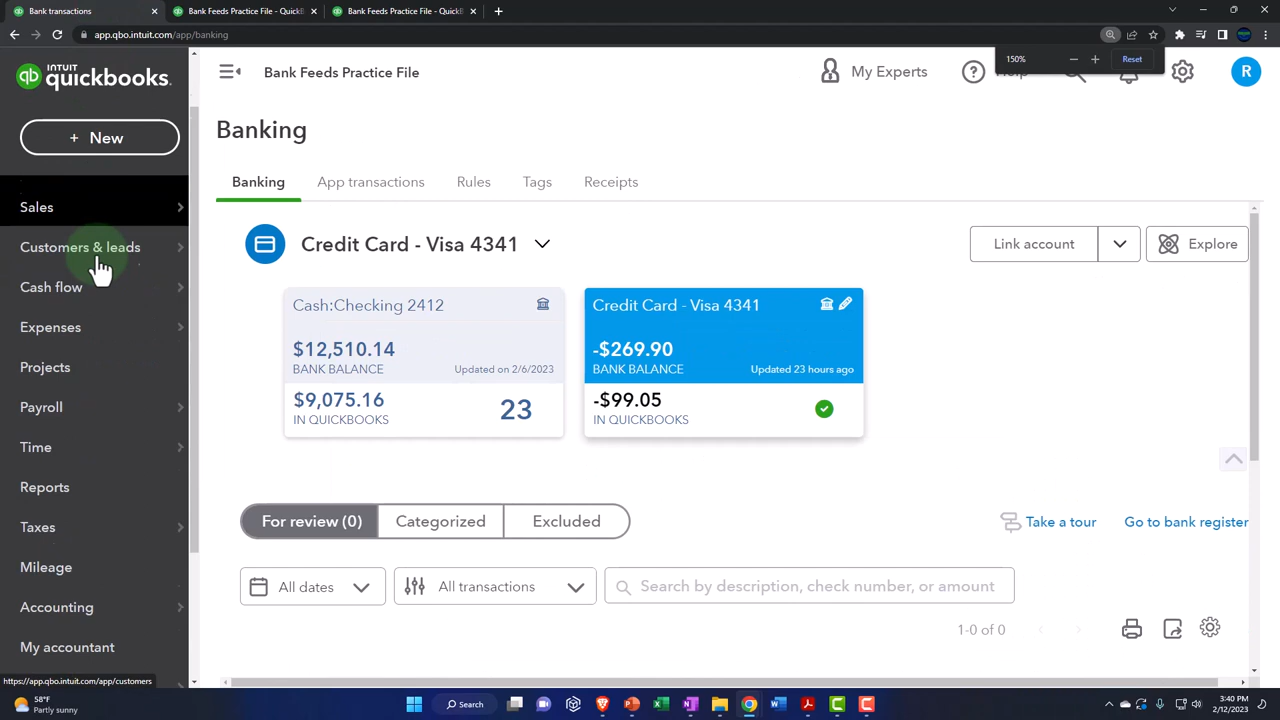 Banking
Bank Feeds Practice File - Quick
Bank Feeds Practice File - Quick
app.qbo.intuit.com/app/banking
150%
Reset
INTUIT
quickbooks.
Bank Feeds Practice File
My Experts
Help
R
+ New
Banking
Banking
App transactions
Rules
Tags
Receipts
Sales
Customers & leads
Cash flow
Expenses
Projects
Payroll
Time
Reports
Taxes
Mileage
Accounting
My accountant
Credit Card - Visa 4341
Link account
Explore
Cash:Checking 2412
$12,510.14
BANK BALANCE
Updated on 2/6/2023
$9,075.16
IN QUICKBOOKS
23
Credit Card - Visa 4341
-$269.90
BANK BALANCE
Updated 23 hours ago
-$99.05
IN QUICKBOOKS
For review (0)
Categorized
Excluded
Take a tour
Go to bank register
All dates
All transactions
Search by description, check number, or amount
1-0 of 0
https://app.qbo.intuit.com/app/customers
58°F
Partly sunny
Search
3:40 PM
2/12/2023